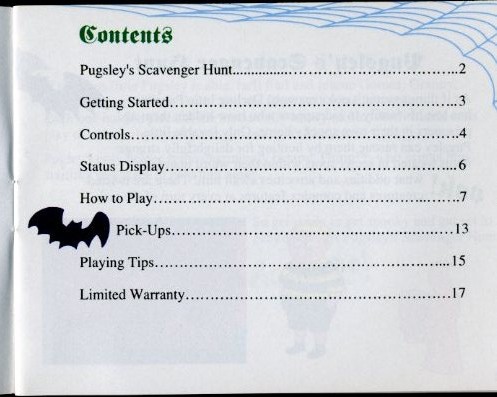 Contents
Pugsley's Scavenger Hunt.............................................................2
Getting Started.............................................................3
Controls.............................................................4
Status Display.............................................................6
How to Play.............................................................7
Pick-Ups.............................................................13
Playing Tips.............................................................15
Limited Warranty.............................................................17